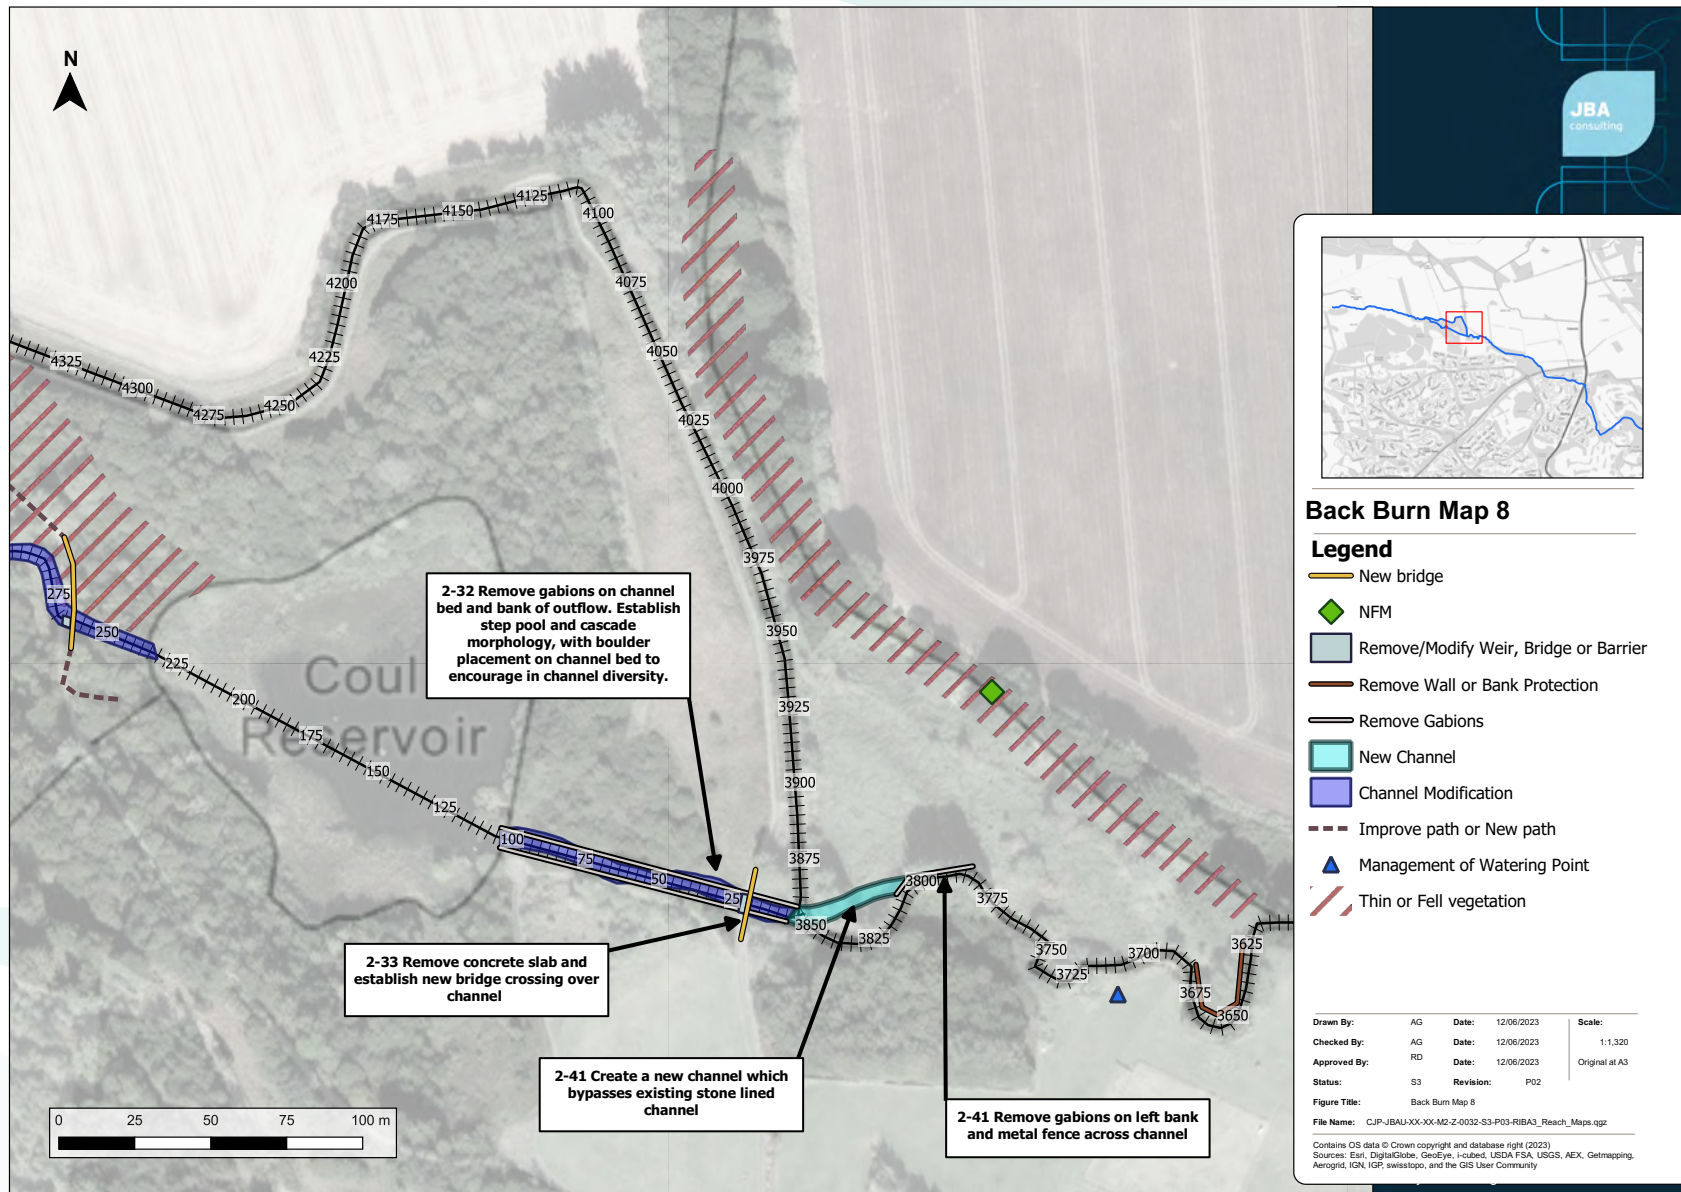 N
JBA
consulting
4125
4150
4175
4100
4200
4075
4050
4225
4325
4300
4275
4250
4025
4000
3975
275
250
225
200
175
150
125
100
75
50
25
Coul
Reservoir
2-32 Remove gabions on channel
bed and bank of outflow. Establish
step pool and cascade
morphology, with boulder
placement on channel bed to
encourage in channel diversity.
3950
3925
3900
3875
3850
3825
3800
3775
3750
3725
3700
3675
3650
3625
2-33 Remove concrete slab and
establish new bridge crossing over
channel
2-41 Create a new channel which
bypasses existing stone lined
channel
2-41 Remove gabions on left bank
and metal fence across channel
0 25 50 75 100 m
Back Burn Map 8
Legend
New bridge
NFM
Remove/Modify Weir, Bridge or Barrier
Remove Wall or Bank Protection
Remove Gabions
New Channel
Channel Modification
Improve path or New path
Management of Watering Point
Thin or Fell vegetation
Drawn By: AG Date: 12/06/2023 Scale:
Checked By: AG Date: 12/06/2023 1:1,320
Approved By: RD Date: 12/06/2023 Original at A3
Status: S3 Revision: P02
Figure Title: Back Burn Map 8
File Name: CJP-JBAU-XX-XX-M2-Z-0032-S3-P03-RIBA3_Reach_Maps.qgz
Contains OS data © Crown copyright and database right (2023)
Sources: Esri, DigitalGlobe, GeoEye, i-cubed, USDA FSA, USGS, AEX, Getmapping,
Aerogrid, IGN, IGP, swisstopo, and the GIS User Community